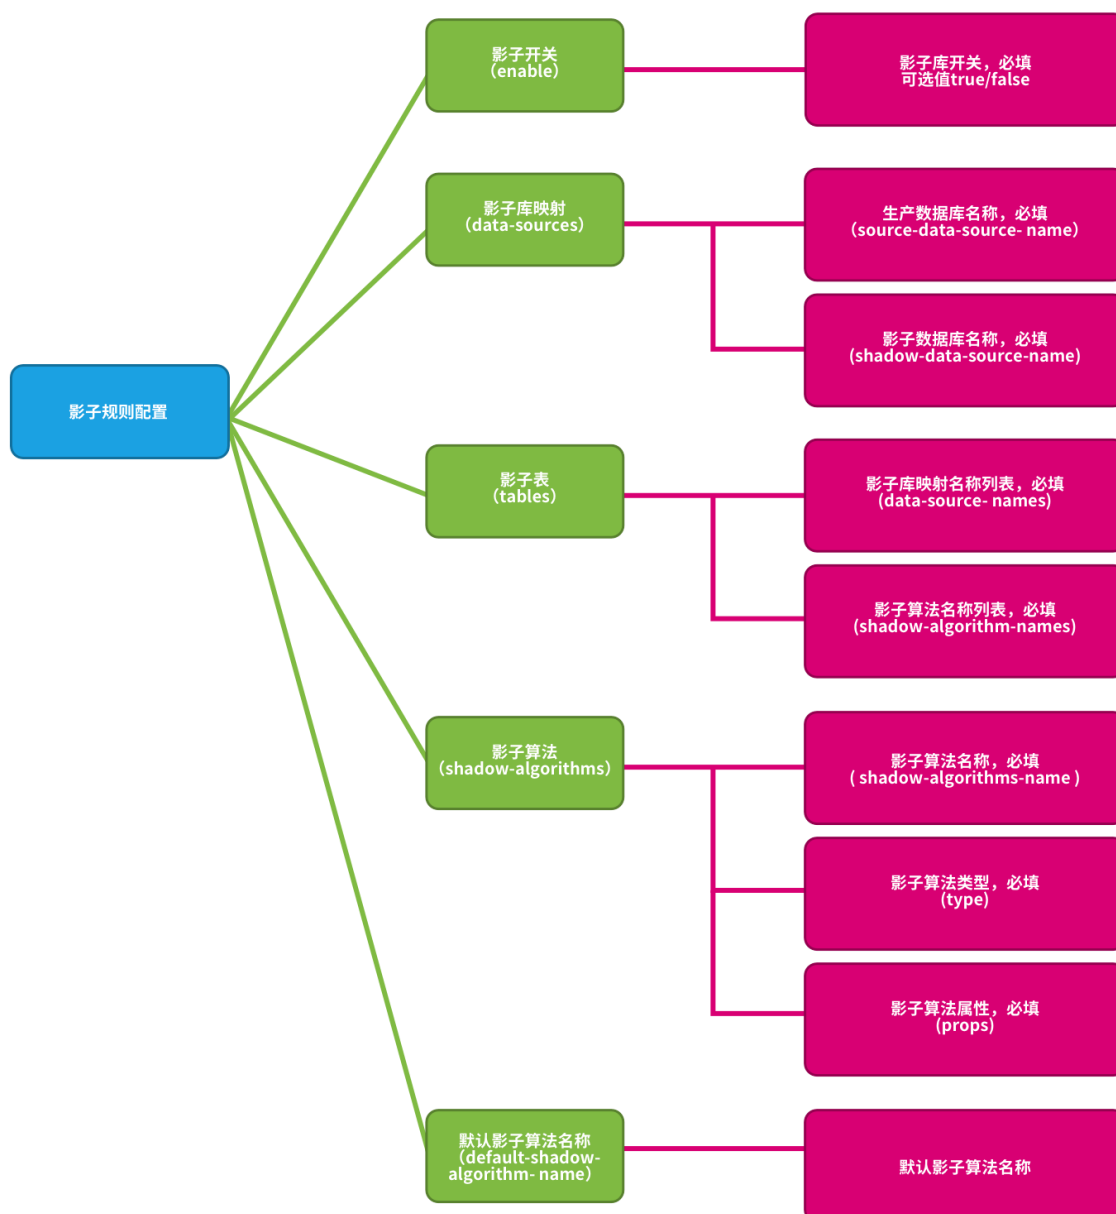 影子规则配置
影子开关
（enable）
影子库开关，必填
可选值true/false
影子库映射
（data-sources）
生产数据库名称，必填
（source-data-source- name）
影子数据库名称，必填
(shadow-data-source-name)
影子表
（tables）
影子库映射名称列表，必填
(data-source- names)
影子算法名称列表，必填
(shadow-algorithm-names)
影子算法
（shadow-algorithms）
影子算法名称，必填
( shadow-algorithms-name )
影子算法类型，必填
(type)
影子算法属性，必填
(props)
默认影子算法名称
（default-shadow-
algorithm- name）
默认影子算法名称